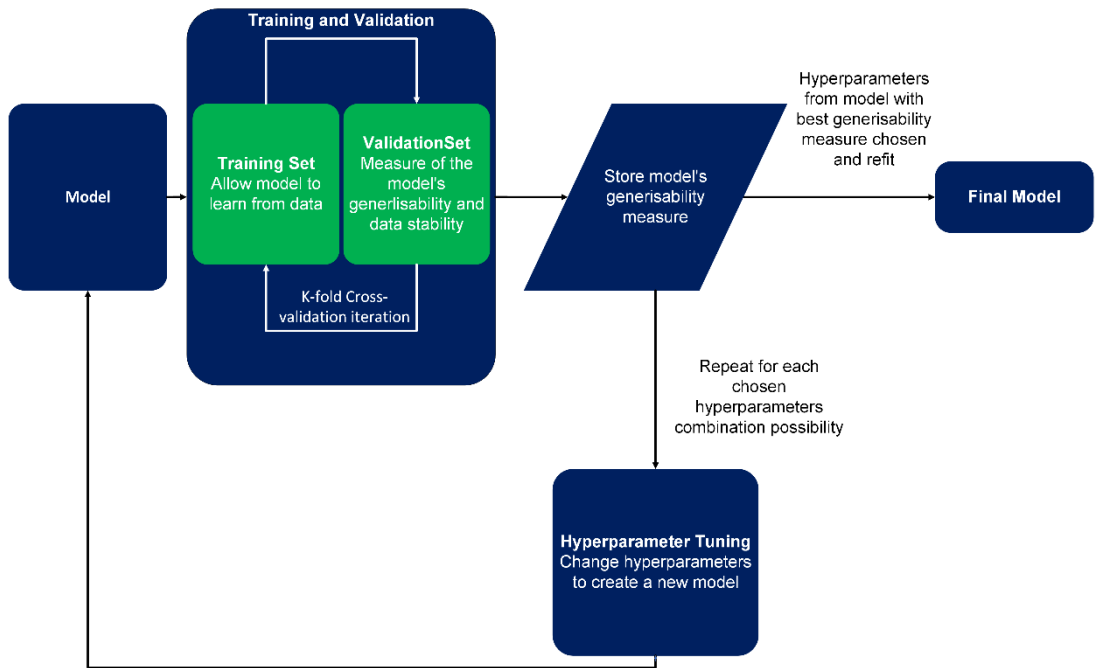 Training and Validation
Model
Training Set
Allow model to
learn from data
ValidationSet
Measure of the
model's
generlisability and
data stability
K-fold Cross-
validation iteration
Store model's
generisability
measure
Hyperparameters
from model with
best generisability
measure chosen
and refit
Final Model
Repeat for each
chosen
hyperparameters
combination possibility
Hyperparameter Tuning
Change hyperparameters
to create a new model